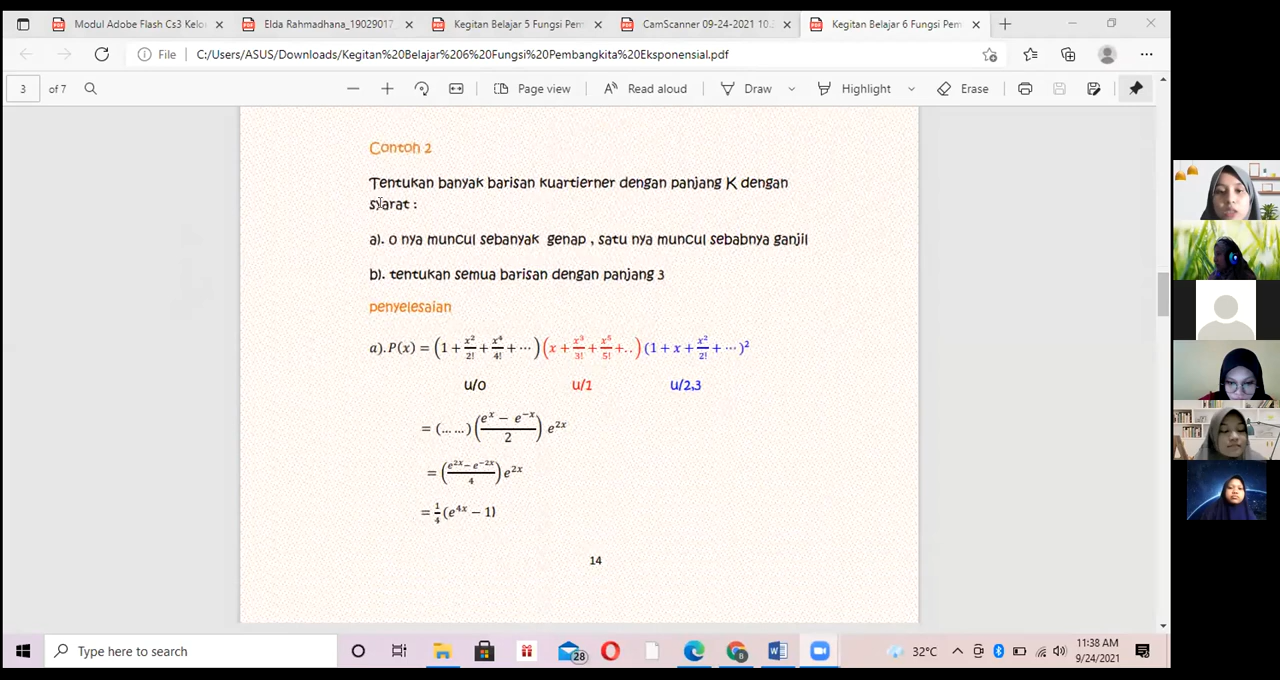 Modul Adobe Flash Cs3 Kelo
Elda Rahmadhana_19029017
Kegitan Belajar 5 Fungsi Pem
CamScanner 09-24-2021 10.
Kegitan Belajar 6 Fungsi Pem
File
C:/Users/ASUS/Downloads/Kegitan%20Belajar%206%20Fungsi%20Pembangkita%20Eksponensial.pdf
3 of 7
Page view
Read aloud
Draw
Highlight
Erase
Contoh 2
Tentukan banyak barisan kuartierner dengan panjang K dengan
syarat :
a). 0 nya muncul sebanyak genap , satu nya muncul sebabnya ganjil
b). tentukan semua barisan dengan panjang 3
penyelesaian
a).P(x) = (1 + x²/2! + x⁴/4! + ⋯ )(x + x³/3! + x⁵/5! +..)(1 + x + x²/2! + ⋯ )²
u/0 u/1 u/2,3
= (… …) ((eˣ − e⁻ˣ)/2) e²ˣ
= ((e²ˣ− e⁻²ˣ)/4) e²ˣ
= 1/4 (e⁴ˣ − 1)
14
Type here to search
28
32°C
11:38 AM
9/24/2021